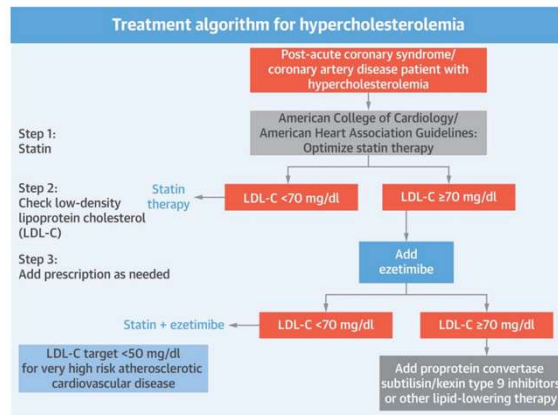 Treatment algorithm for hypercholesterolemia
Post-acute coronary syndrome/
coronary artery disease patient with
hypercholesterolemia
Step 1:
Statin
American College of Cardiology/
American Heart Association Guidelines:
Optimize statin therapy
Step 2:
Check low-density
lipoprotein cholesterol
(LDL-C)
Statin
therapy
LDL-C <70 mg/dl
LDL-C ≥70 mg/dl
Step 3:
Add prescription as needed
Add
ezetimibe
Statin + ezetimibe
LDL-C <70 mg/dl
LDL-C ≥70 mg/dl
LDL-C target <50 mg/dl
for very high risk atherosclerotic
cardiovascular disease
Add proprotein convertase
subtilisin/kexin type 9 inhibitors
or other lipid-lowering therapy